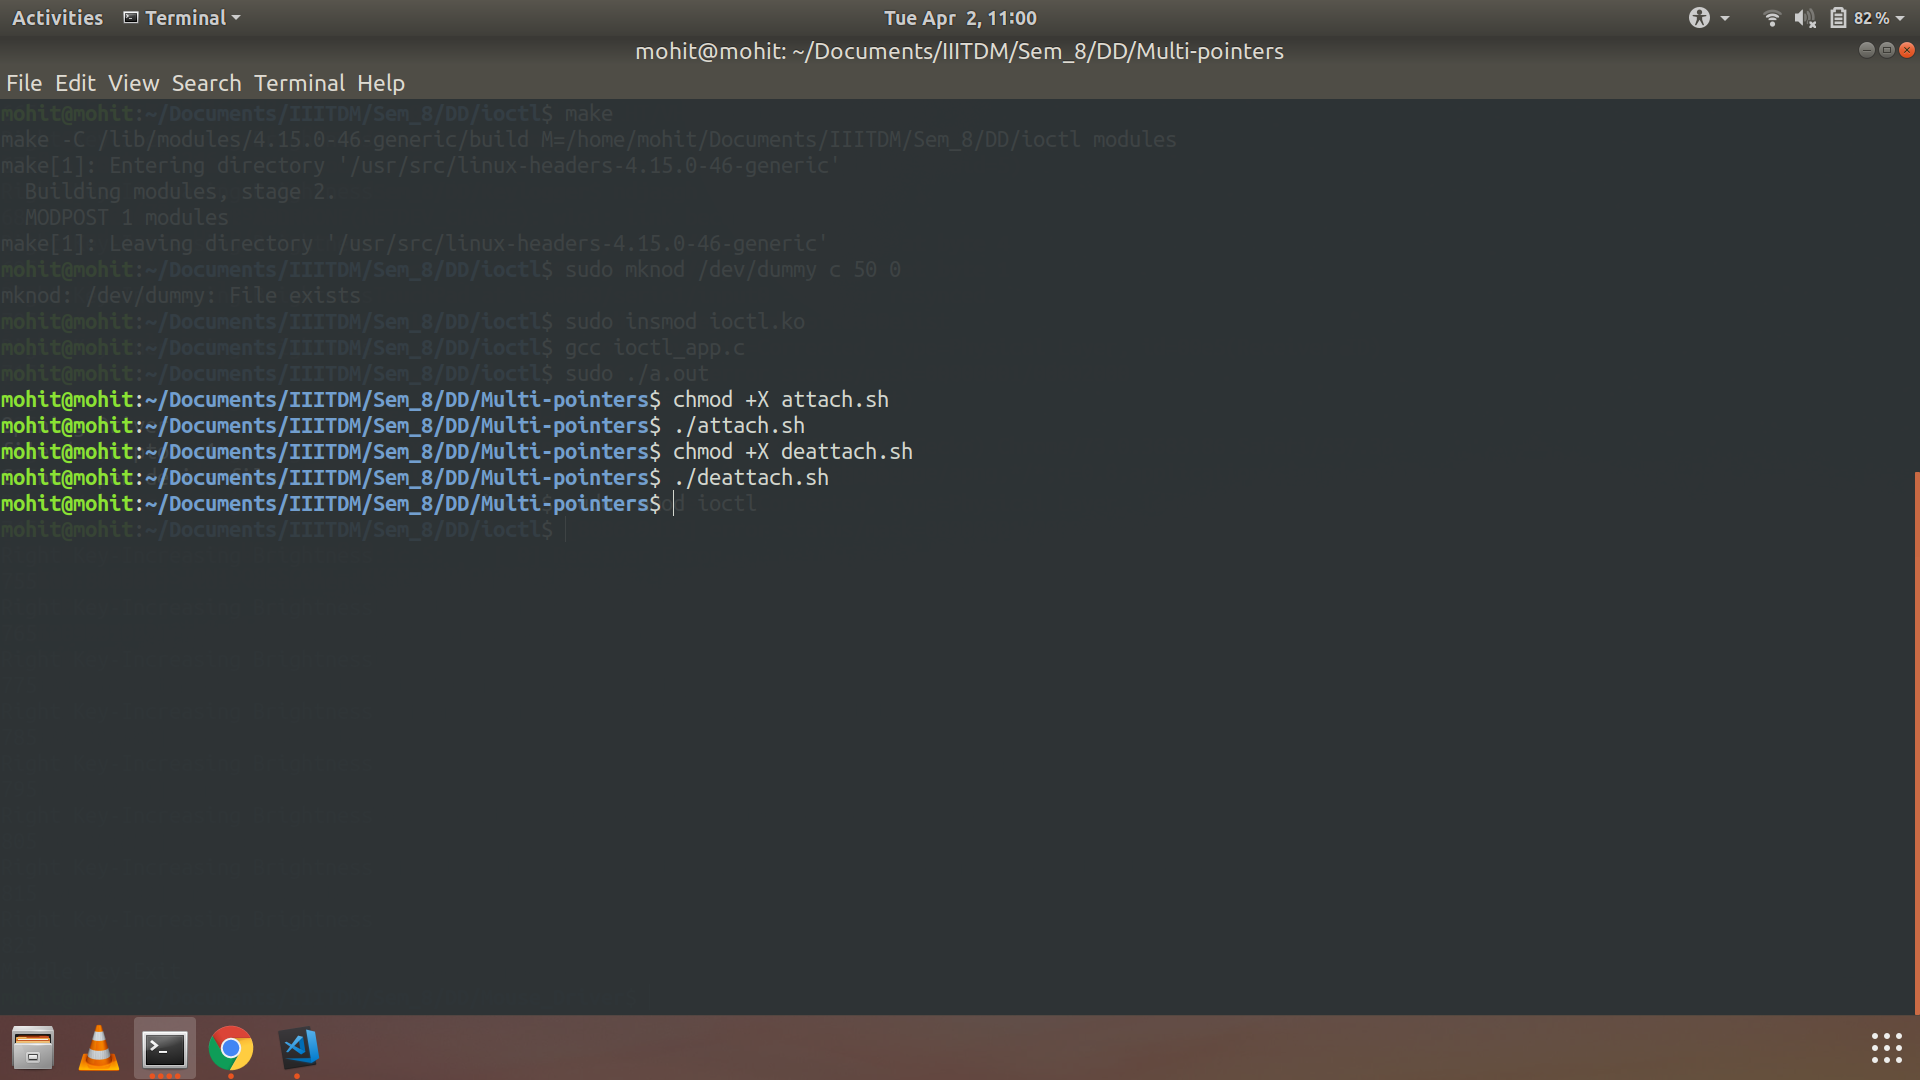 Activities Terminal Tue Apr 2, 11:00 82 %
mohit@mohit: ~/Documents/IIITDM/Sem_8/DD/Multi-pointers
File Edit View Search Terminal Help
mohit@mohit:~/Documents/IIITDM/Sem_8/DD/ioctl$ make
make -C /lib/modules/4.15.0-46-generic/build M=/home/mohit/Documents/IIITDM/Sem_8/DD/ioctl modules
make[1]: Entering directory '/usr/src/linux-headers-4.15.0-46-generic'
Building modules, stage 2.
MODPOST 1 modules
make[1]: Leaving directory '/usr/src/linux-headers-4.15.0-46-generic'
mohit@mohit:~/Documents/IIITDM/Sem_8/DD/ioctl$ sudo mknod /dev/dummy c 50 0
mknod: /dev/dummy: File exists
mohit@mohit:~/Documents/IIITDM/Sem_8/DD/ioctl$ sudo insmod ioctl.ko
mohit@mohit:~/Documents/IIITDM/Sem_8/DD/ioctl$ gcc ioctl_app.c
mohit@mohit:~/Documents/IIITDM/Sem_8/DD/ioctl$ sudo ./a.out
mohit@mohit:~/Documents/IIITDM/Sem_8/DD/Multi-pointers$ chmod +X attach.sh
mohit@mohit:~/Documents/IIITDM/Sem_8/DD/Multi-pointers$ ./attach.sh
mohit@mohit:~/Documents/IIITDM/Sem_8/DD/Multi-pointers$ chmod +X deattach.sh
mohit@mohit:~/Documents/IIITDM/Sem_8/DD/Multi-pointers$ ./deattach.sh
mohit@mohit:~/Documents/IIITDM/Sem_8/DD/Multi-pointers$ ioctl
mohit@mohit:~/Documents/IIITDM/Sem_8/DD/ioctl$